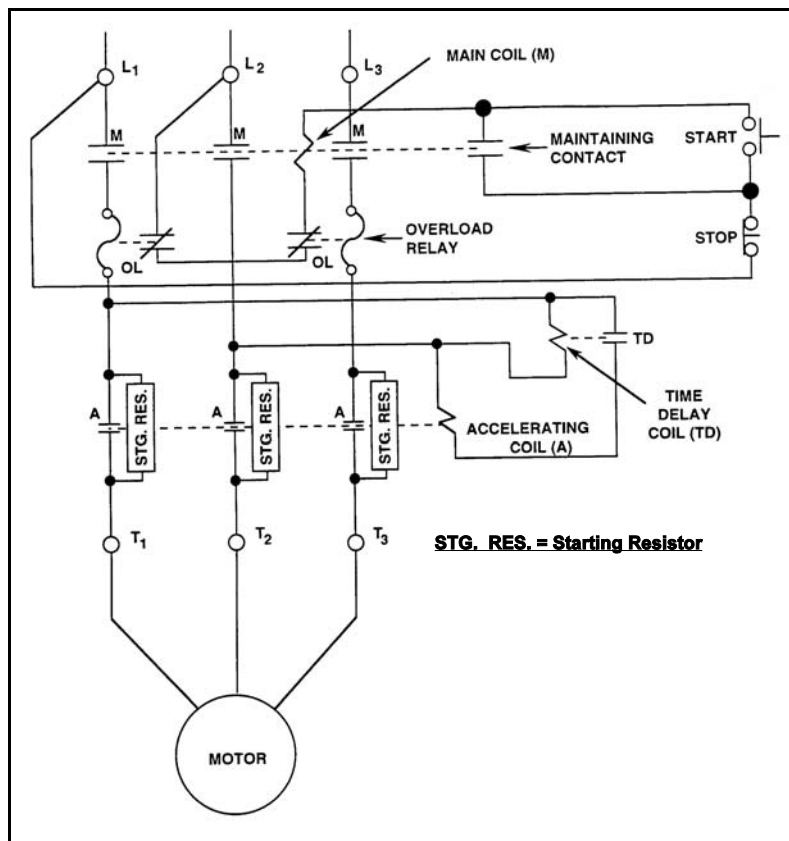 L1
L2
L3
MAIN COIL (M)
M
M
M
MAINTAINING
CONTACT
START
OVERLOAD
RELAY
STOP
OL
OL
TD
TIME
DELAY
COIL (TD)
A
STG. RES.
A
STG. RES.
A
STG. RES.
ACCELERATING
COIL (A)
T1
T2
T3
STG. RES. = Starting Resistor
MOTOR